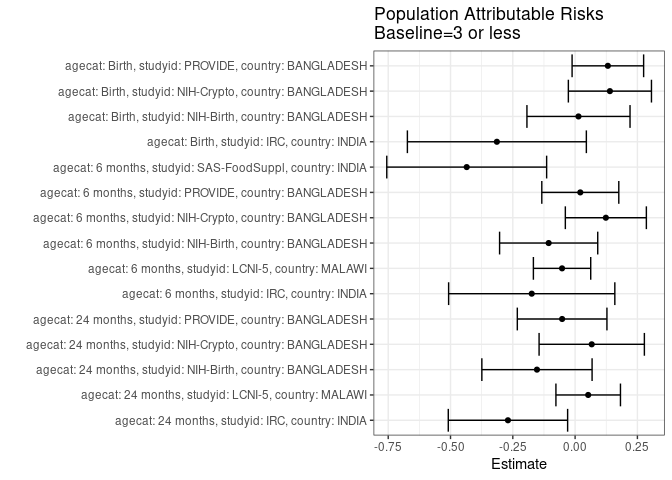 Population Attributable Risks
Baseline=3 or less
agecat: Birth, studyid: PROVIDE, country: BANGLADESH
agecat: Birth, studyid: NIH-Crypto, country: BANGLADESH
agecat: Birth, studyid: NIH-Birth, country: BANGLADESH
agecat: Birth, studyid: IRC, country: INDIA
agecat: 6 months, studyid: SAS-FoodSuppl, country: INDIA
agecat: 6 months, studyid: PROVIDE, country: BANGLADESH
agecat: 6 months, studyid: NIH-Crypto, country: BANGLADESH
agecat: 6 months, studyid: NIH-Birth, country: BANGLADESH
agecat: 6 months, studyid: LCNI-5, country: MALAWI
agecat: 6 months, studyid: IRC, country: INDIA
agecat: 24 months, studyid: PROVIDE, country: BANGLADESH
agecat: 24 months, studyid: NIH-Crypto, country: BANGLADESH
agecat: 24 months, studyid: NIH-Birth, country: BANGLADESH
agecat: 24 months, studyid: LCNI-5, country: MALAWI
agecat: 24 months, studyid: IRC, country: INDIA
-0.75 -0.50 -0.25 0.00 0.25
Estimate